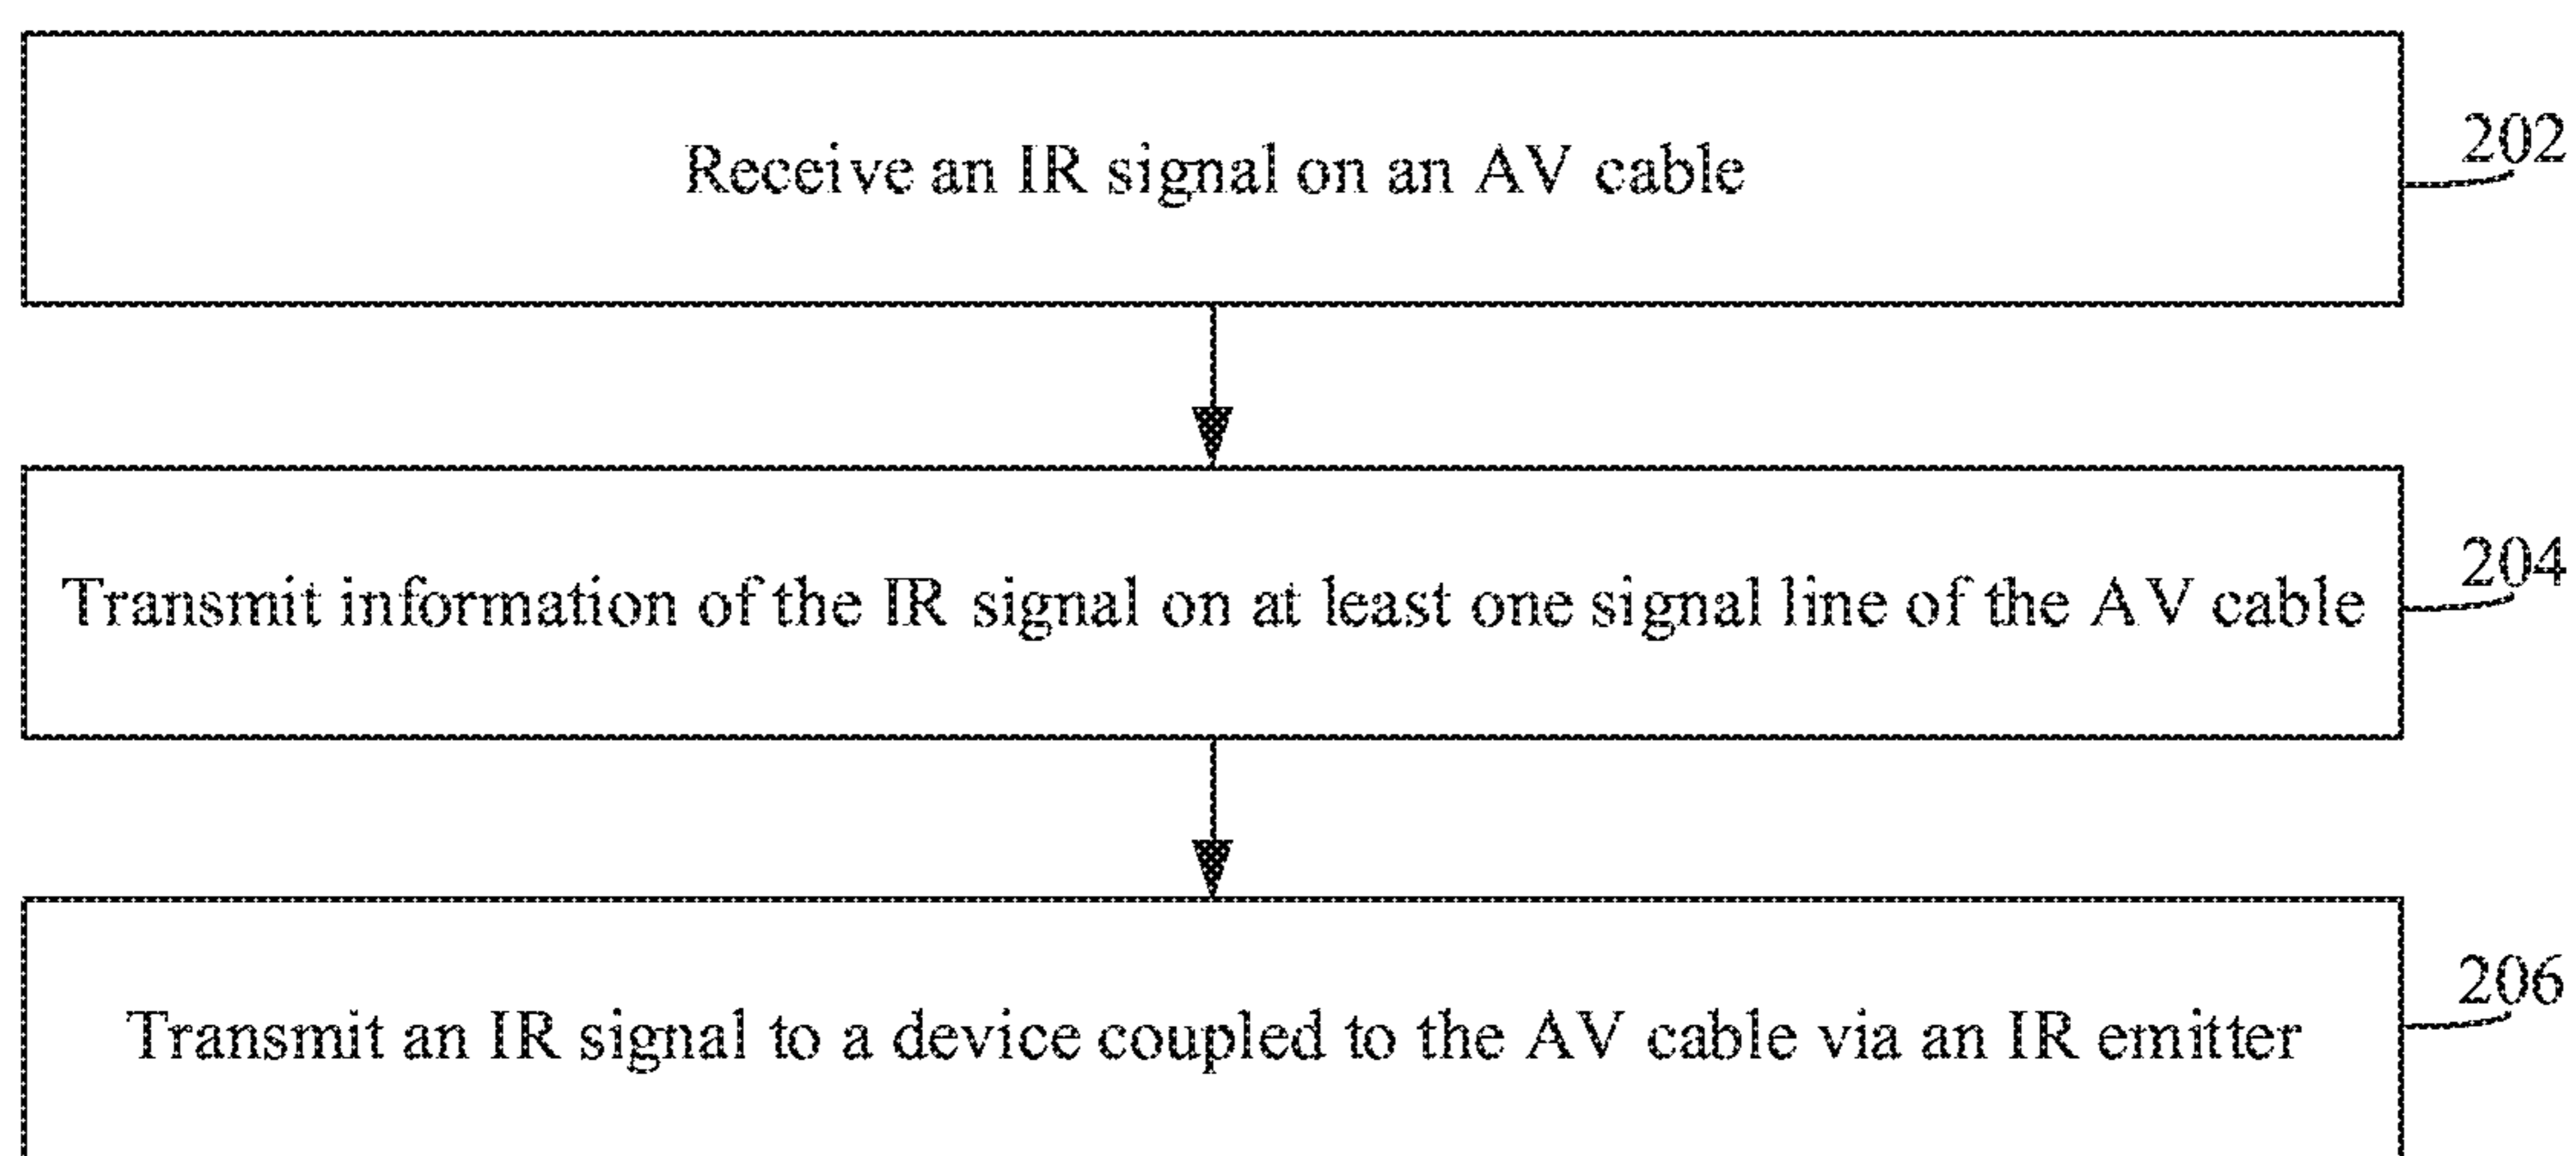 Receive an IR signal on an AV cable
202
Transmit information of the IR signal on at least one signal line of the AV cable
204
Transmit an IR signal to a device coupled to the AV cable via an IR emitter
206